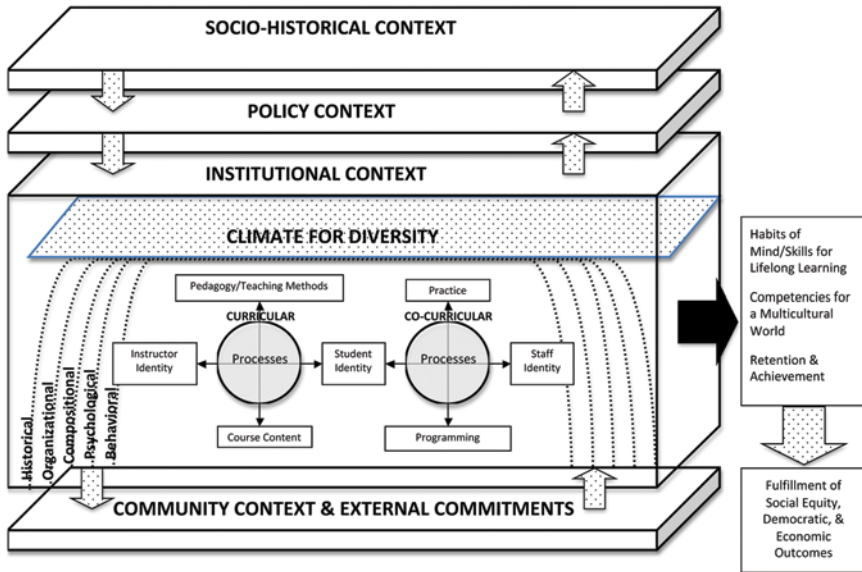 SOCIO-HISTORICAL CONTEXT
POLICY CONTEXT
INSTITUTIONAL CONTEXT
CLIMATE FOR DIVERSITY
Pedagogy/Teaching Methods
Practice
CURRICULAR
CO-CURRICULAR
Instructor
Identity
Processes
Student
Identity
Processes
Staff
Identity
Course Content
Programming
Historical
Organizational
Compositional
Psychological
Behavioral
COMMUNITY CONTEXT & EXTERNAL COMMITMENTS
Habits of
Mind/Skills for
Lifelong Learning
Competencies for
a Multicultural
World
Retention &
Achievement
Fulfillment of
Social Equity,
Democratic, &
Economic
Outcomes